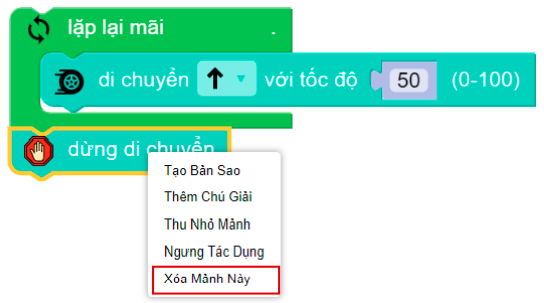 lặp lại mãi .
di chuyển với tốc độ 50 (0-100)
dừng di chuyển
Tạo Bản Sao
Thêm Chú Giải
Thu Nhỏ Mảnh
Ngưng Tác Dụng
Xóa Mảnh Này